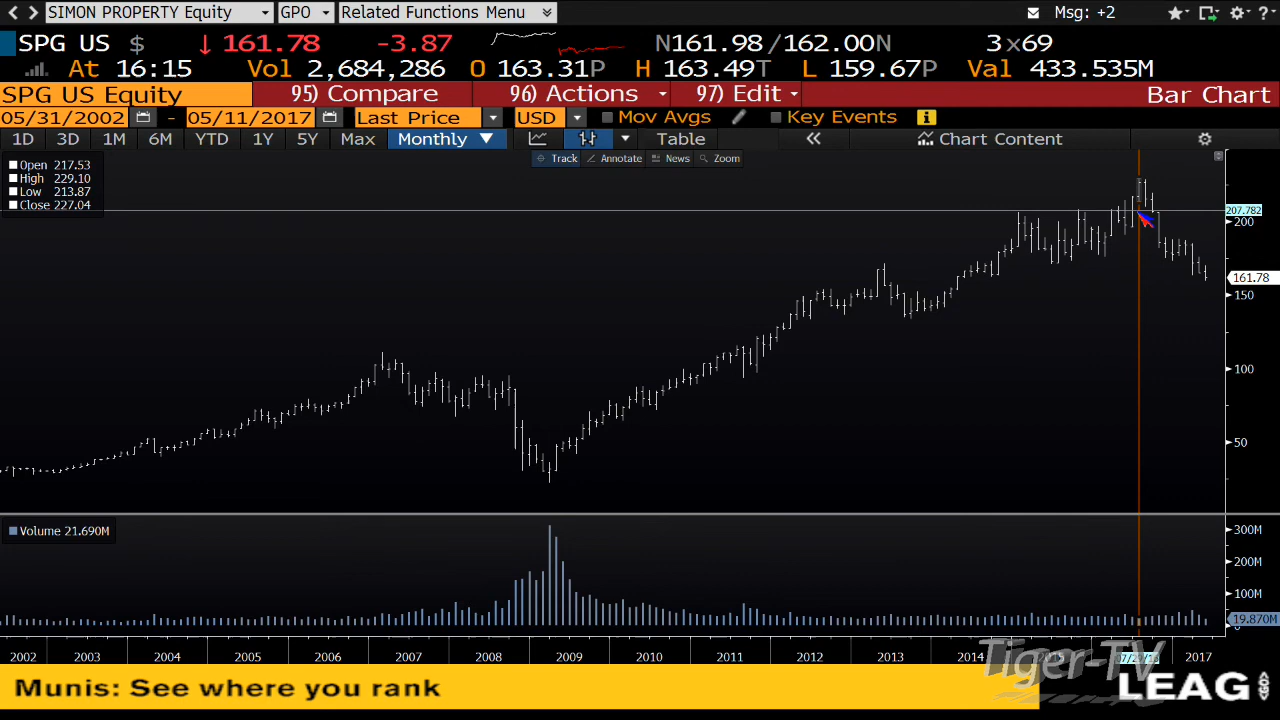 SIMON PROPERTY Equity GPO Related Functions Menu Msg: +2 ?
SPG US $ ↓ 161.78 -3.87 N161.98/162.00N 3x69
At 16:15 Vol 2,684,286 O 163.31P H 163.49T L 159.67P Val 433.535M
SPG US Equity 95) Compare 96) Actions 97) Edit Bar Chart
05/31/2002 - 05/11/2017 Last Price USD Mov Avgs Key Events i
1D 3D 1M 6M YTD 1Y 5Y Max Monthly ▼ Table « Chart Content
Track Annotate News Zoom
Open 217.53
High 229.10
Low 213.87
Close 227.04
207.782
200
161.78
150
100
50
Volume 21.690M
300M
200M
100M
19.870M
0
2002 2003 2004 2005 2006 2007 2008 2009 2010 2011 2012 2013 2014 2015 07/29/16 2017
Tiger-TV
Munis: See where you rank
LEAG <GO>